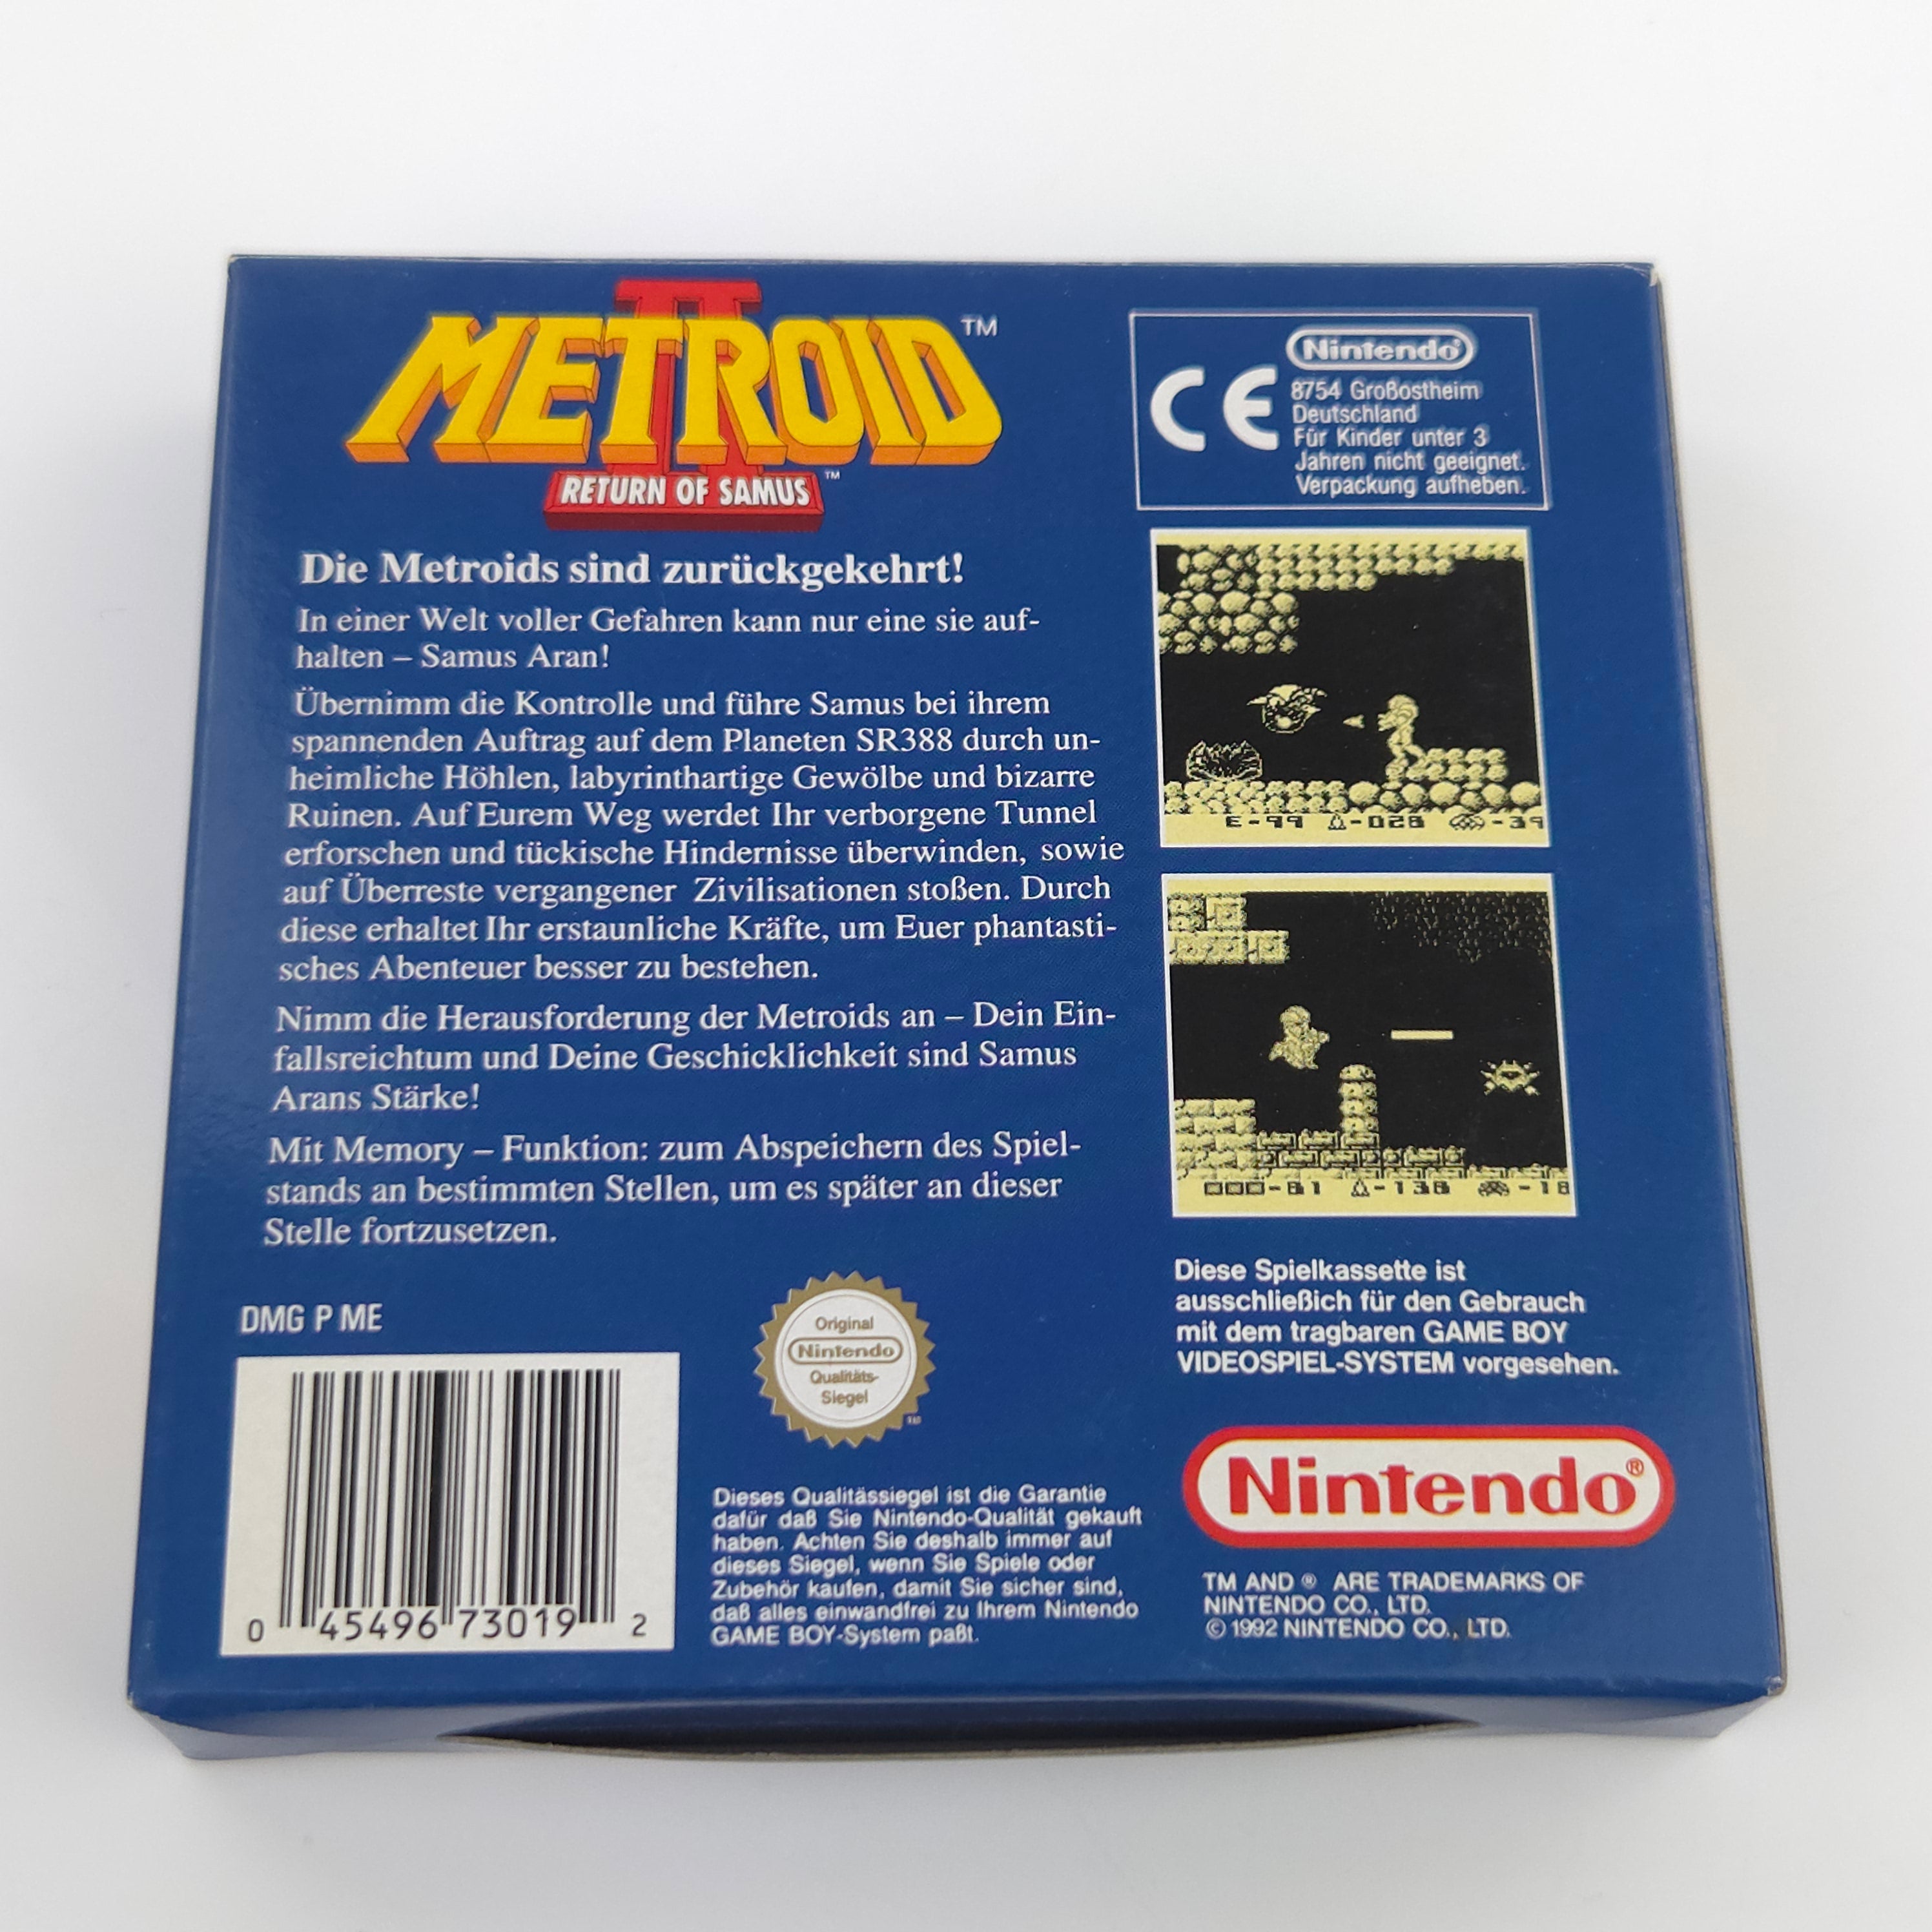 METROID II ™
RETURN OF SAMUS ™
Die Metroids sind zurückgekehrt!
In einer Welt voller Gefahren kann nur eine sie auf-
halten – Samus Aran!
Übernimm die Kontrolle und führe Samus bei ihrem
spannenden Auftrag auf dem Planeten SR388 durch un-
heimliche Höhlen, labyrinthartige Gewölbe und bizarre
Ruinen. Auf Eurem Weg werdet Ihr verborgene Tunnel
erforschen und tückische Hindernisse überwinden, sowie
auf Überreste vergangener Zivilisationen stoßen. Durch
diese erhaltet Ihr erstaunliche Kräfte, um Euer phantasti-
sches Abenteuer besser zu bestehen.
Nimm die Herausforderung der Metroids an – Dein Ein-
fallsreichtum und Deine Geschicklichkeit sind Samus
Arans Stärke!
Mit Memory – Funktion: zum Abspeichern des Spiel-
stands an bestimmten Stellen, um es später an dieser
Stelle fortzusetzen.
DMG P ME
0 45496 73019 2
Original
Nintendo
Qualitäts-
Siegel
Dieses Qualitässiegel ist die Garantie
dafür daß Sie Nintendo-Qualität gekauft
haben. Achten Sie deshalb immer auf
dieses Siegel, wenn Sie Spiele oder
Zubehör kaufen, damit Sie sicher sind,
daß alles einwandfrei zu Ihrem Nintendo
GAME BOY-System paßt.
CE
Nintendo®
8754 Großostheim
Deutschland
Für Kinder unter 3
Jahren nicht geeignet.
Verpackung aufheben.
E-99 -028 -39
-81 -138 -18
Diese Spielkassette ist
ausschließich für den Gebrauch
mit dem tragbaren GAME BOY
VIDEOSPIEL-SYSTEM vorgesehen.
Nintendo®
TM AND ® ARE TRADEMARKS OF
NINTENDO CO., LTD.
© 1992 NINTENDO CO., LTD.